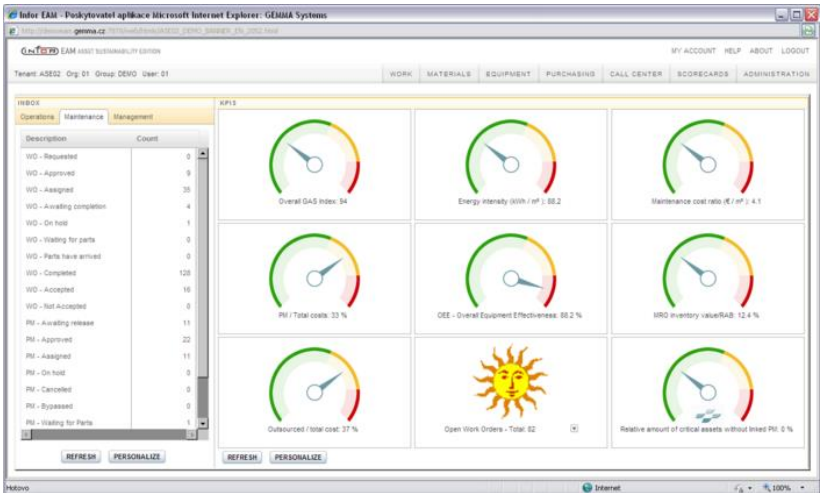 Infor EAM - Poskytovatel aplikace Microsoft Internet Explorer: GEMMA Systems
infor EAM ASSET SUSTAINABILITY EDITION
MY ACCOUNT HELP ABOUT LOGOUT
Tenant: ASE02 Org: 01 Group: DEMO User: 01
WORK MATERIALS EQUIPMENT PURCHASING CALL CENTER SCORECARDS ADMINISTRATION
INBOX
Operations Maintenance Management
Description Count
WO - Requested 0
WO - Approved 9
WO - Assigned 35
WO - Awaiting completion 4
WO - On hold 1
WO - Waiting for parts 0
WO - Parts have arrived 0
WO - Completed 128
WO - Accepted 16
WO - Not Accepted 0
PM - Awaiting release 11
PM - Approved 22
PM - Assigned 11
PM - On hold 0
PM - Cancelled 0
PM - Bypassed 0
PM - Waiting for Parts 1
REFRESH PERSONALIZE
KPIS
Overall GAS Index: 94
Energy intensity (kWh / m² ): 88.2
Maintenance cost ratio (€ / m² ): 4.1
PM / Total costs: 33 %
OEE - Overall Equipment Effectiveness: 88.2 %
MRO Inventory value/RAB: 12.4 %
Outsourced / total cost: 37 %
Open Work Orders - Total: 82
Relative amount of critical assets without linked PM: 0 %
REFRESH PERSONALIZE
Hotovo Internet 100%